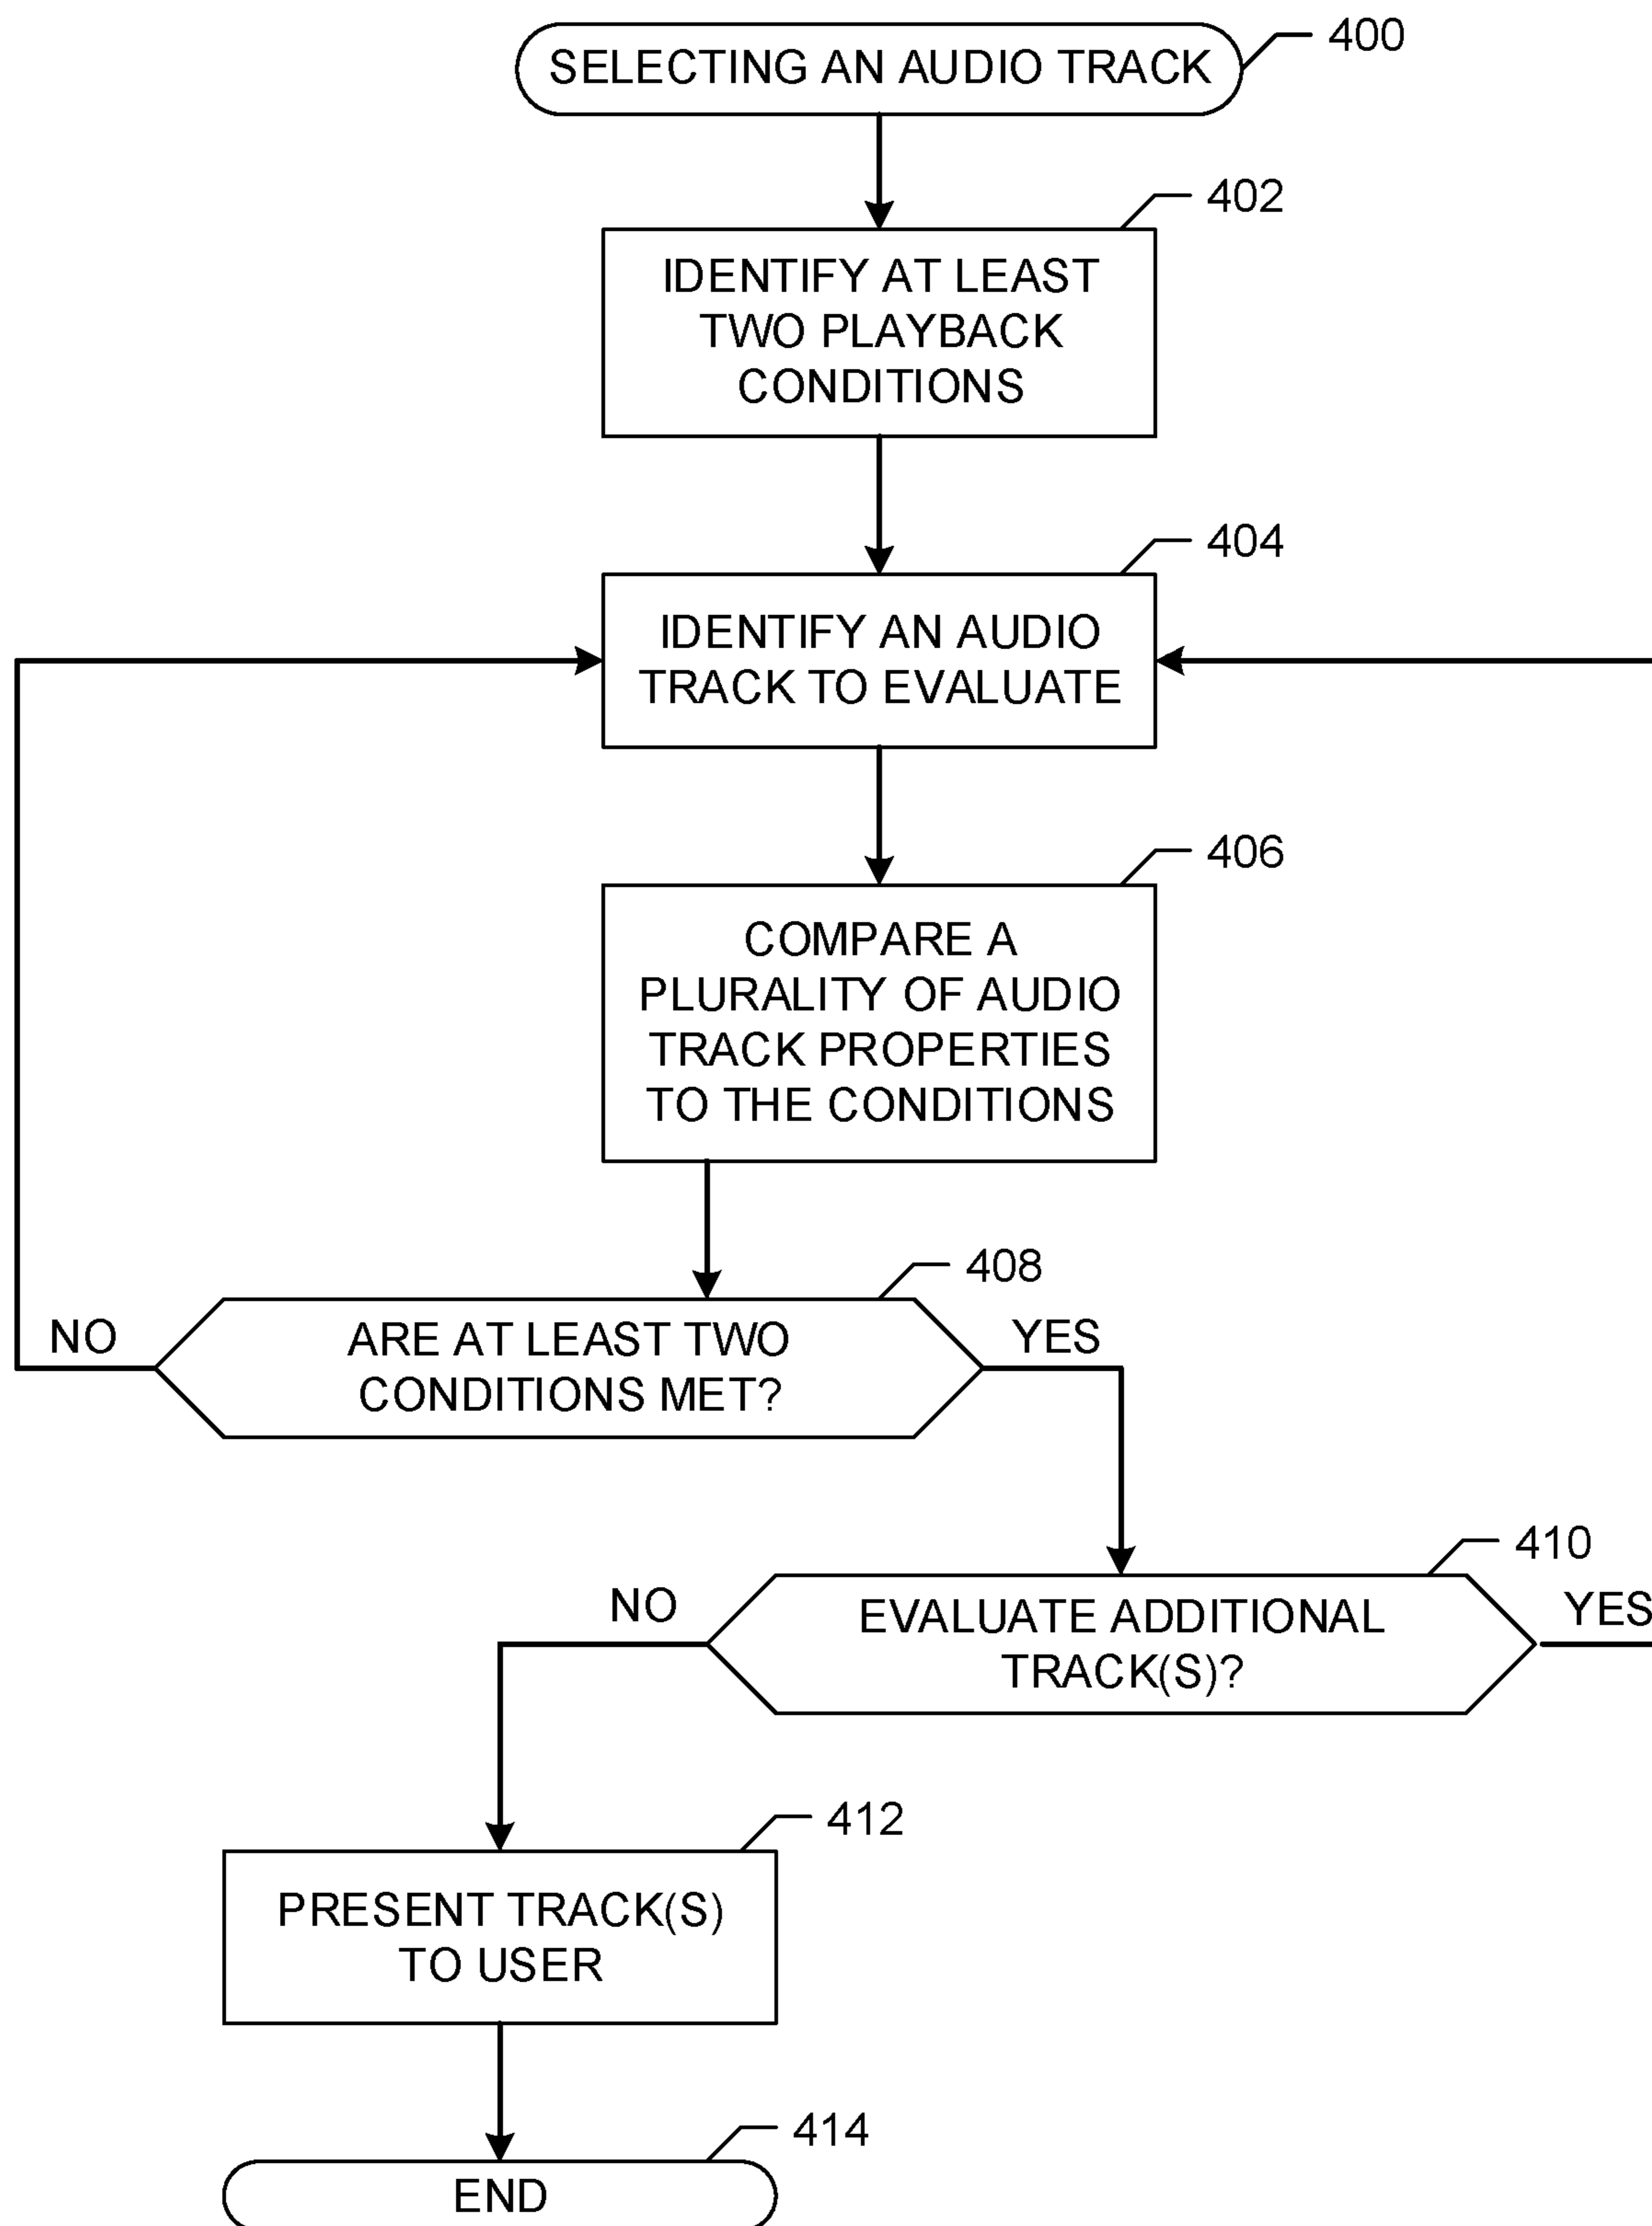 SELECTING AN AUDIO TRACK
400
402
IDENTIFY AT LEAST
TWO PLAYBACK
CONDITIONS
404
IDENTIFY AN AUDIO
TRACK TO EVALUATE
406
COMPARE A
PLURALITY OF AUDIO
TRACK PROPERTIES
TO THE CONDITIONS
408
NO
ARE AT LEAST TWO
CONDITIONS MET?
YES
410
NO
EVALUATE ADDITIONAL
TRACK(S)?
YES
412
PRESENT TRACK(S)
TO USER
414
END